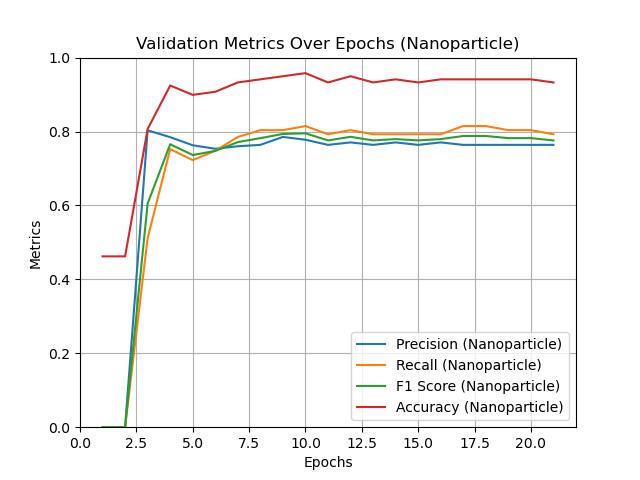 Validation Metrics Over Epochs (Nanoparticle)
1.0
0.8
0.6
0.4
0.2
0.0
Metrics
Precision (Nanoparticle)
Recall (Nanoparticle)
F1 Score (Nanoparticle)
Accuracy (Nanoparticle)
0.0 2.5 5.0 7.5 10.0 12.5 15.0 17.5 20.0
Epochs